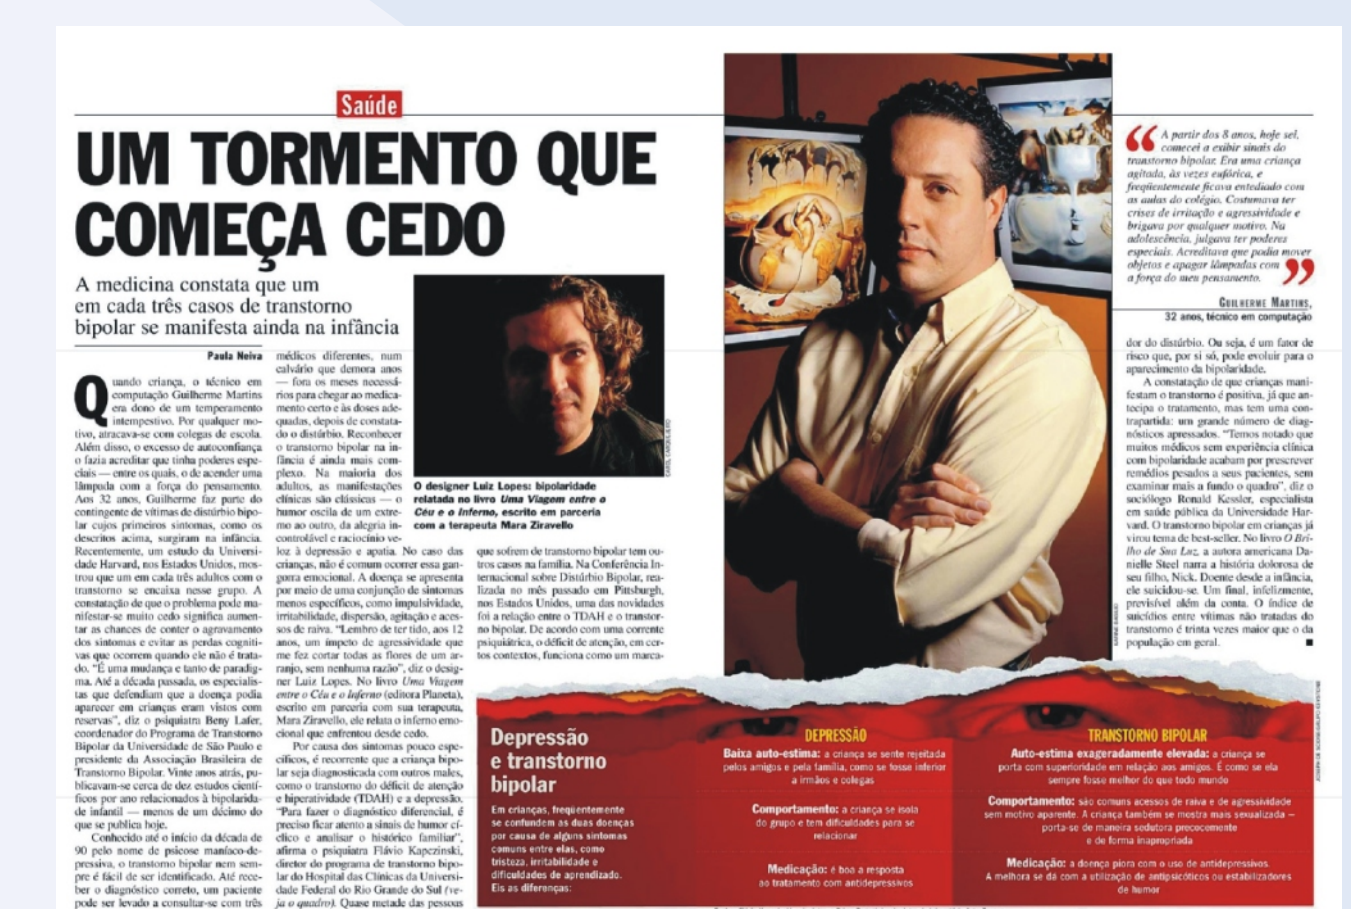 Saúde
UM TORMENTO QUE
COMEÇA CEDO
A medicina constata que um
em cada três casos de transtorno
bipolar se manifesta ainda na infância
Paula Neiva
Quando criança, o técnico em
computação Guilherme Martins
era dono de um temperamento
intempestivo. Por qualquer mo-
tivo, atracava-se com colegas de escola.
Além disso, o excesso de autoconfiança
o fazia acreditar que tinha poderes espe-
ciais — entre os quais, o de acender uma
lâmpada com a força do pensamento.
Aos 32 anos, Guilherme faz parte do
contingente de vítimas de distúrbio bipo-
lar cujos primeiros sintomas, como os
descritos acima, surgiram na infância.
Recentemente, um estudo da Universi-
dade Harvard, nos Estados Unidos, mos-
trou que um em cada três adultos com o
transtorno se encaixa nesse grupo. A
constatação de que o problema pode ma-
nifestar-se muito cedo significa aumen-
tar as chances de conter o agravamento
dos sintomas e evitar as perdas cogniti-
vas que ocorrem quando ele não é trata-
do. “É uma mudança e tanto de paradig-
ma. Até a década passada, os especialis-
tas que defendiam que a doença podia
aparecer em crianças eram vistos com
reservas”, diz o psiquiatra Beny Lafer,
coordenador do Programa de Transtorno
Bipolar da Universidade de São Paulo e
presidente da Associação Brasileira de
Transtorno Bipolar. Vinte anos atrás, pu-
blicavam-se cerca de dez estudos cientí-
ficos por ano relacionados à bipolarida-
de infantil — menos de um décimo do
que se publica hoje.
Conhecido até o início da década de
90 pelo nome de psicose maníaco-de-
pressiva, o transtorno bipolar nem sem-
pre é fácil de ser identificado. Até rece-
ber o diagnóstico correto, um paciente
pode ser levado a consultar-se com três
médicos diferentes, num
calvário que demora anos
— fora os meses necessá-
rios para chegar ao medica-
mento certo e às doses ade-
quadas, depois de constata-
do o distúrbio. Reconhecer
o transtorno bipolar na in-
fância é ainda mais com-
plexo. Na maioria dos
adultos, as manifestações
clínicas são clássicas — o
humor oscila de um extre-
mo ao outro, da alegria in-
controlável e raciocínio ve-
loz à depressão e apatia. No caso das
crianças, não é comum ocorrer essa gan-
gorra emocional. A doença se apresenta
por meio de uma conjunção de sintomas
menos específicos, como impulsividade,
irritabilidade, dispersão, agitação e aces-
sos de raiva. “Lembro de ter tido, aos 12
anos, um ímpeto de agressividade que
me fez cortar todas as flores de um ar-
ranjo, sem nenhuma razão”, diz o desig-
ner Luiz Lopes. No livro Uma Viagem
entre o Céu e o Inferno (editora Planeta),
escrito em parceria com sua terapeuta,
Mara Ziravello, ele relata o inferno emo-
cional que enfrentou desde cedo.
Por causa dos sintomas pouco espe-
cíficos, é recorrente que a criança bipo-
lar seja diagnosticada com outros males,
como o transtorno do déficit de atenção
e hiperatividade (TDAH) e a depressão.
“Para fazer o diagnóstico diferencial, é
preciso ficar atento a sinais de humor cí-
clico e analisar o histórico familiar”,
afirma o psiquiatra Flávio Kapczinski,
diretor do programa de transtorno bipo-
lar do Hospital das Clínicas da Universi-
dade Federal do Rio Grande do Sul (ve-
ja o quadro). Quase metade das pessoas
O designer Luiz Lopes: bipolaridade
relatada no livro Uma Viagem entre o
Céu e o Inferno, escrito em parceria
com a terapeuta Mara Ziravello
que sofrem de transtorno bipolar tem ou-
tros casos na família. Na Conferência In-
ternacional sobre Distúrbio Bipolar, rea-
lizada no mês passado em Pittsburgh,
nos Estados Unidos, uma das novidades
foi a relação entre o TDAH e o transtor-
no bipolar. De acordo com uma corrente
psiquiátrica, o déficit de atenção, em cer-
tos contextos, funciona como um marca-
“A partir dos 8 anos, hoje sei,
comecei a exibir sinais do
transtorno bipolar. Era uma criança
agitada, às vezes eufórica, e
freqüentemente ficava entediado com
as aulas do colégio. Costumava ter
crises de irritação e agressividade e
brigava por qualquer motivo. Na
adolescência, julgava ter poderes
especiais. Acreditava que podia mover
objetos e apagar lâmpadas com
a força do meu pensamento.”
GUILHERME MARTINS,
32 anos, técnico em computação
dor do distúrbio. Ou seja, é um fator de
risco que, por si só, pode evoluir para o
aparecimento da bipolaridade.
A constatação de que crianças mani-
festam o transtorno é positiva, já que an-
tecipa o tratamento, mas tem uma con-
trapartida: um grande número de diag-
nósticos apressados. “Temos notado que
muitos médicos sem experiência clínica
com bipolaridade acabam por prescrever
remédios pesados a seus pacientes, sem
examinar mais a fundo o quadro”, diz o
sociólogo Ronald Kessler, especialista
em saúde pública da Universidade Har-
vard. O transtorno bipolar em crianças já
virou tema de best-seller. No livro O Bri-
lho de Sua Luz, a autora americana Da-
nielle Steel narra a história dolorosa de
seu filho, Nick. Doente desde a infância,
ele suicidou-se. Um final, infelizmente,
previsível além da conta. O índice de
suicídios entre vítimas não tratadas do
transtorno é trinta vezes maior que o da
população em geral.
Depressão
e transtorno
bipolar
Em crianças, freqüentemente
se confundem as duas doenças
por causa de alguns sintomas
comuns entre elas, como
tristeza, irritabilidade e
dificuldades de aprendizado.
Eis as diferenças:
DEPRESSÃO
Baixa auto-estima: a criança se sente rejeitada
pelos amigos e pela família, como se fosse inferior
a irmãos e colegas
Comportamento: a criança se isola
do grupo e tem dificuldades para se
relacionar
Medicação: é boa a resposta
ao tratamento com antidepressivos
TRANSTORNO BIPOLAR
Auto-estima exageradamente elevada: a criança se
porta com superioridade em relação aos amigos. É como se ela
sempre fosse melhor do que todo mundo
Comportamento: são comuns acessos de raiva e de agressividade
sem motivo aparente. A criança também se mostra mais sexualizada —
porta-se de maneira sedutora precocemente
e de forma inapropriada
Medicação: a doença piora com o uso de antidepressivos.
A melhora se dá com a utilização de antipsicóticos ou estabilizadores
de humor